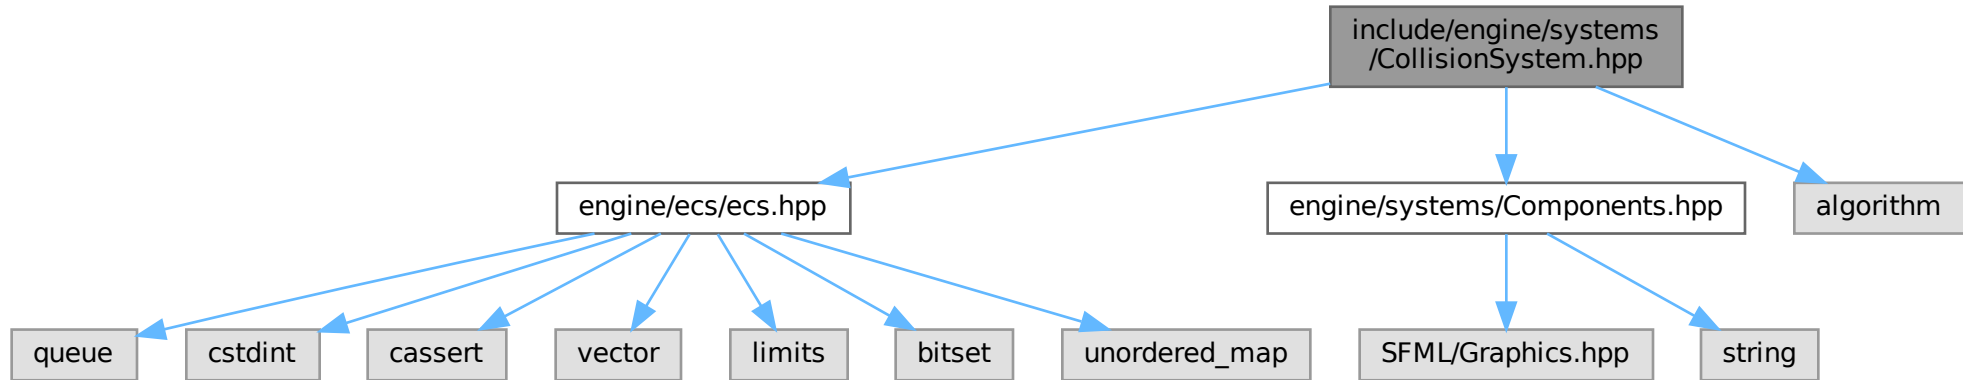 include/engine/systems
/CollisionSystem.hpp
engine/ecs/ecs.hpp
engine/systems/Components.hpp
algorithm
queue
cstdint
cassert
vector
limits
bitset
unordered_map
SFML/Graphics.hpp
string